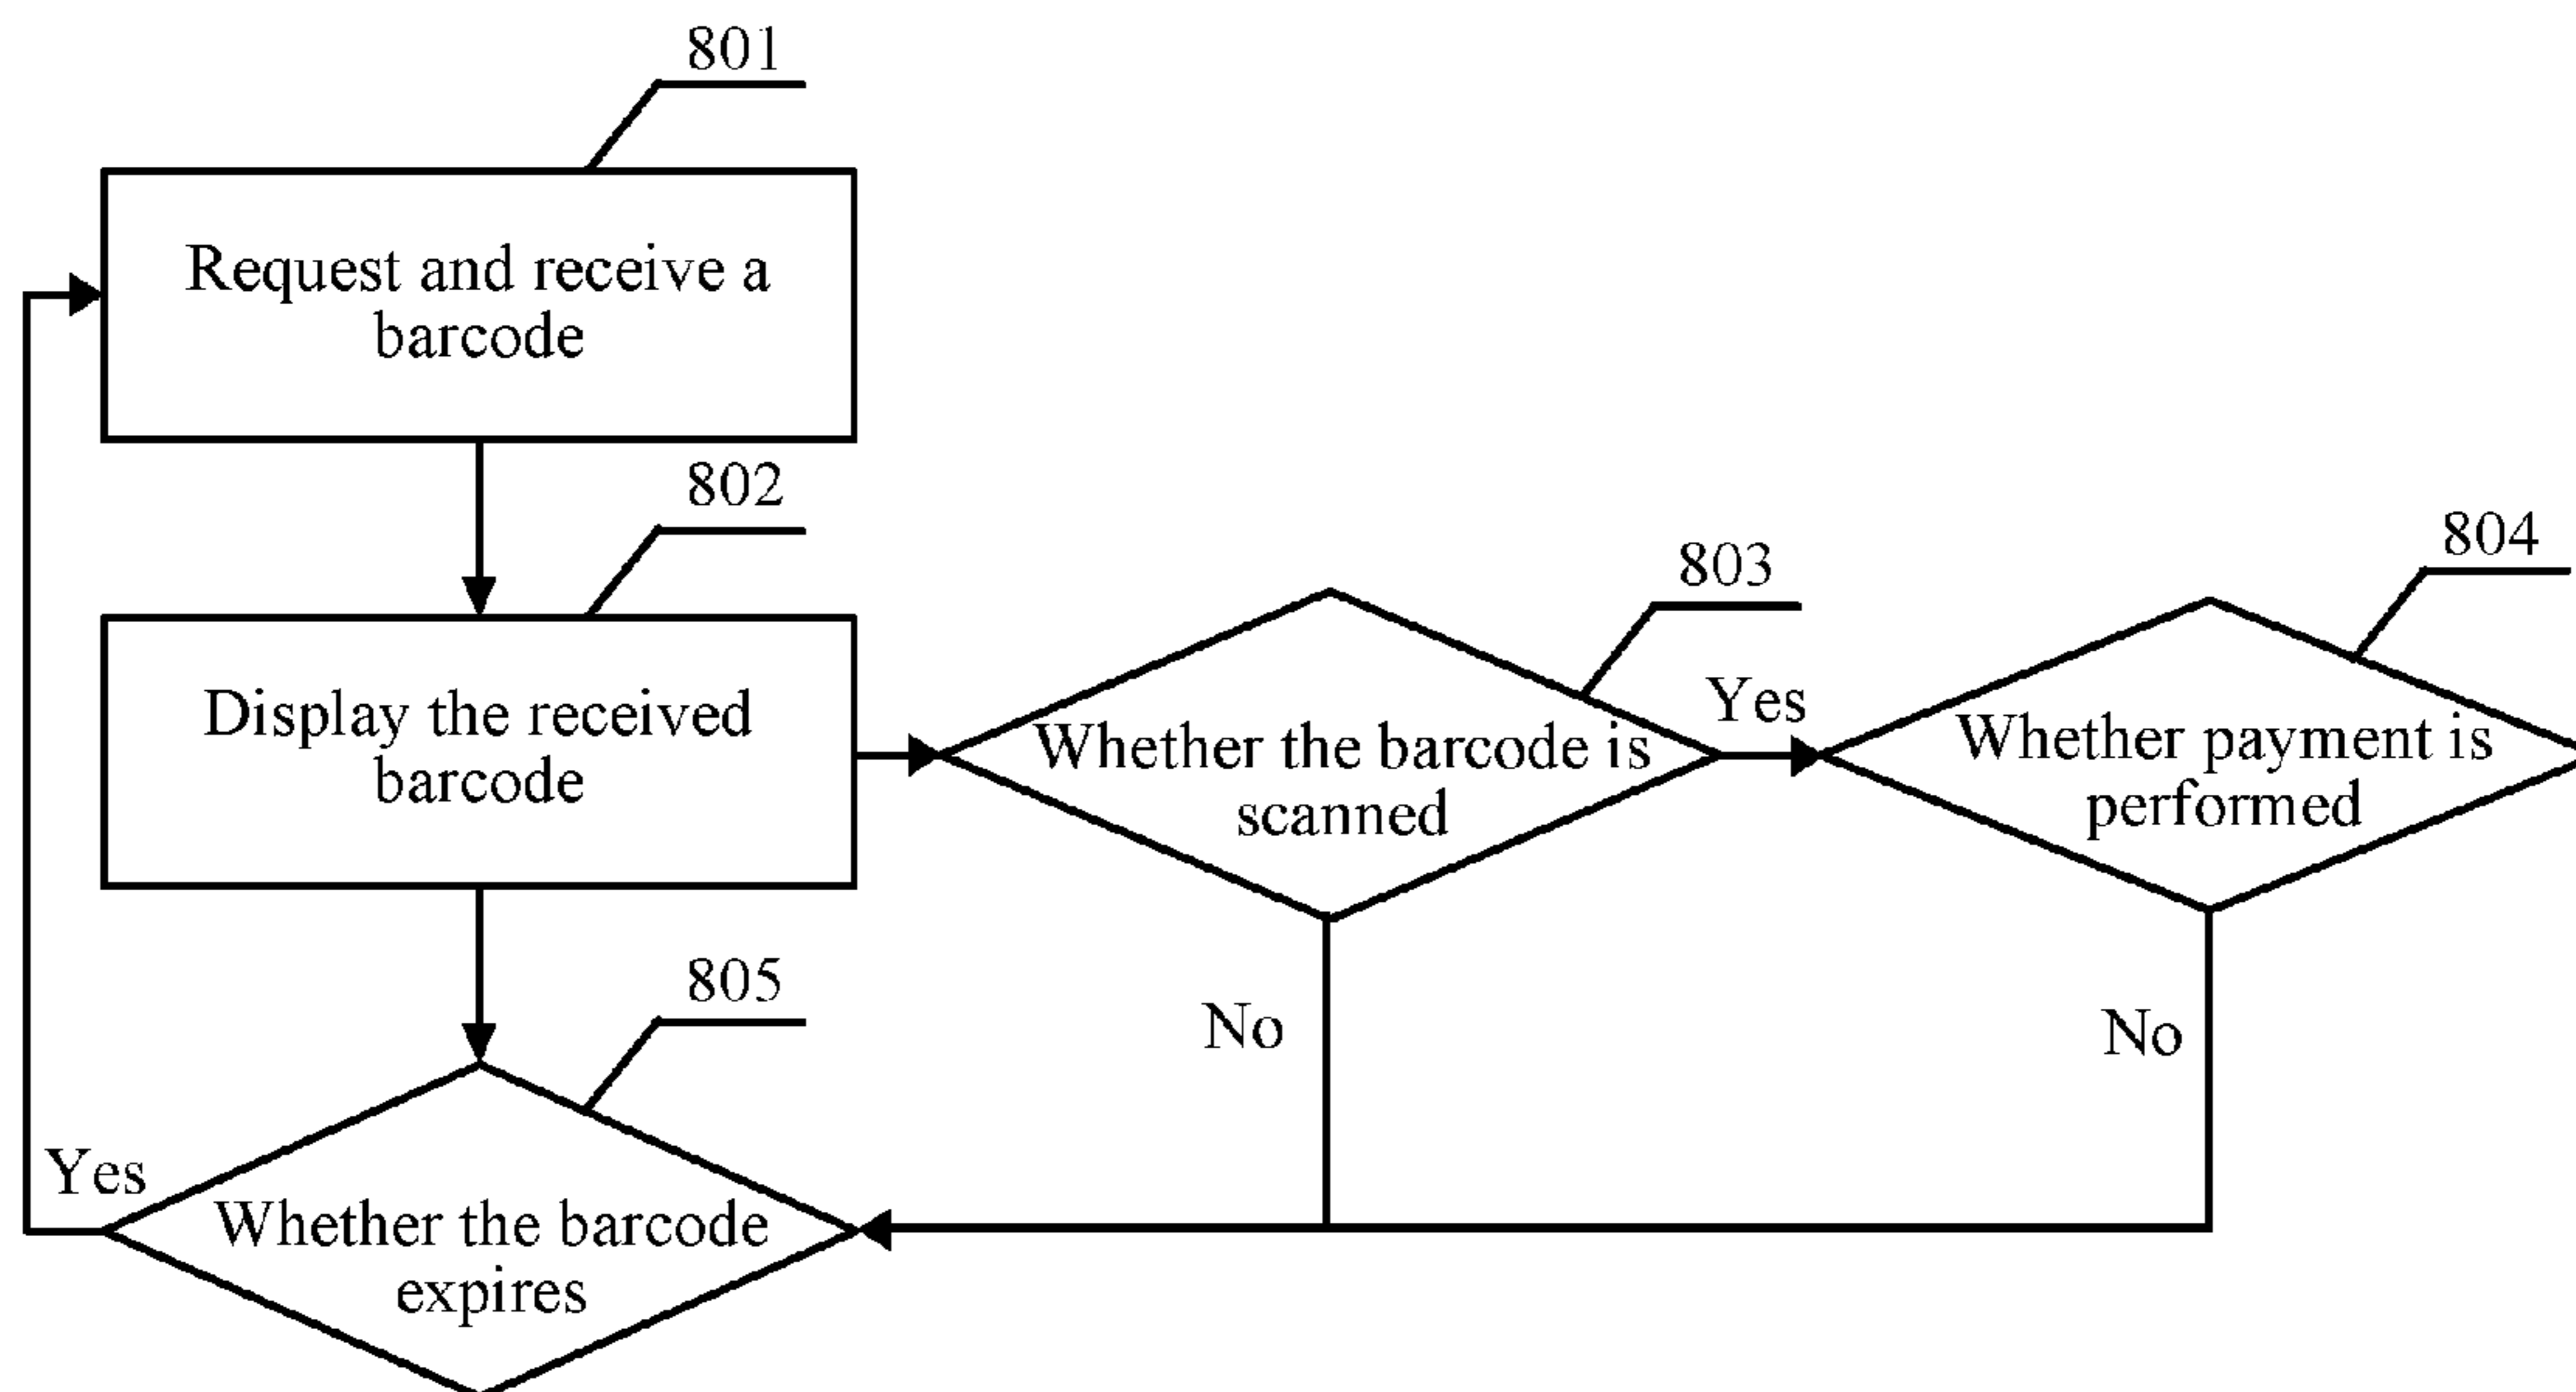 801
Request and receive a
barcode
802
Display the received
barcode
803
Whether the barcode is
scanned
Yes
804
Whether payment is
performed
No
No
805
Yes
Whether the barcode
expires